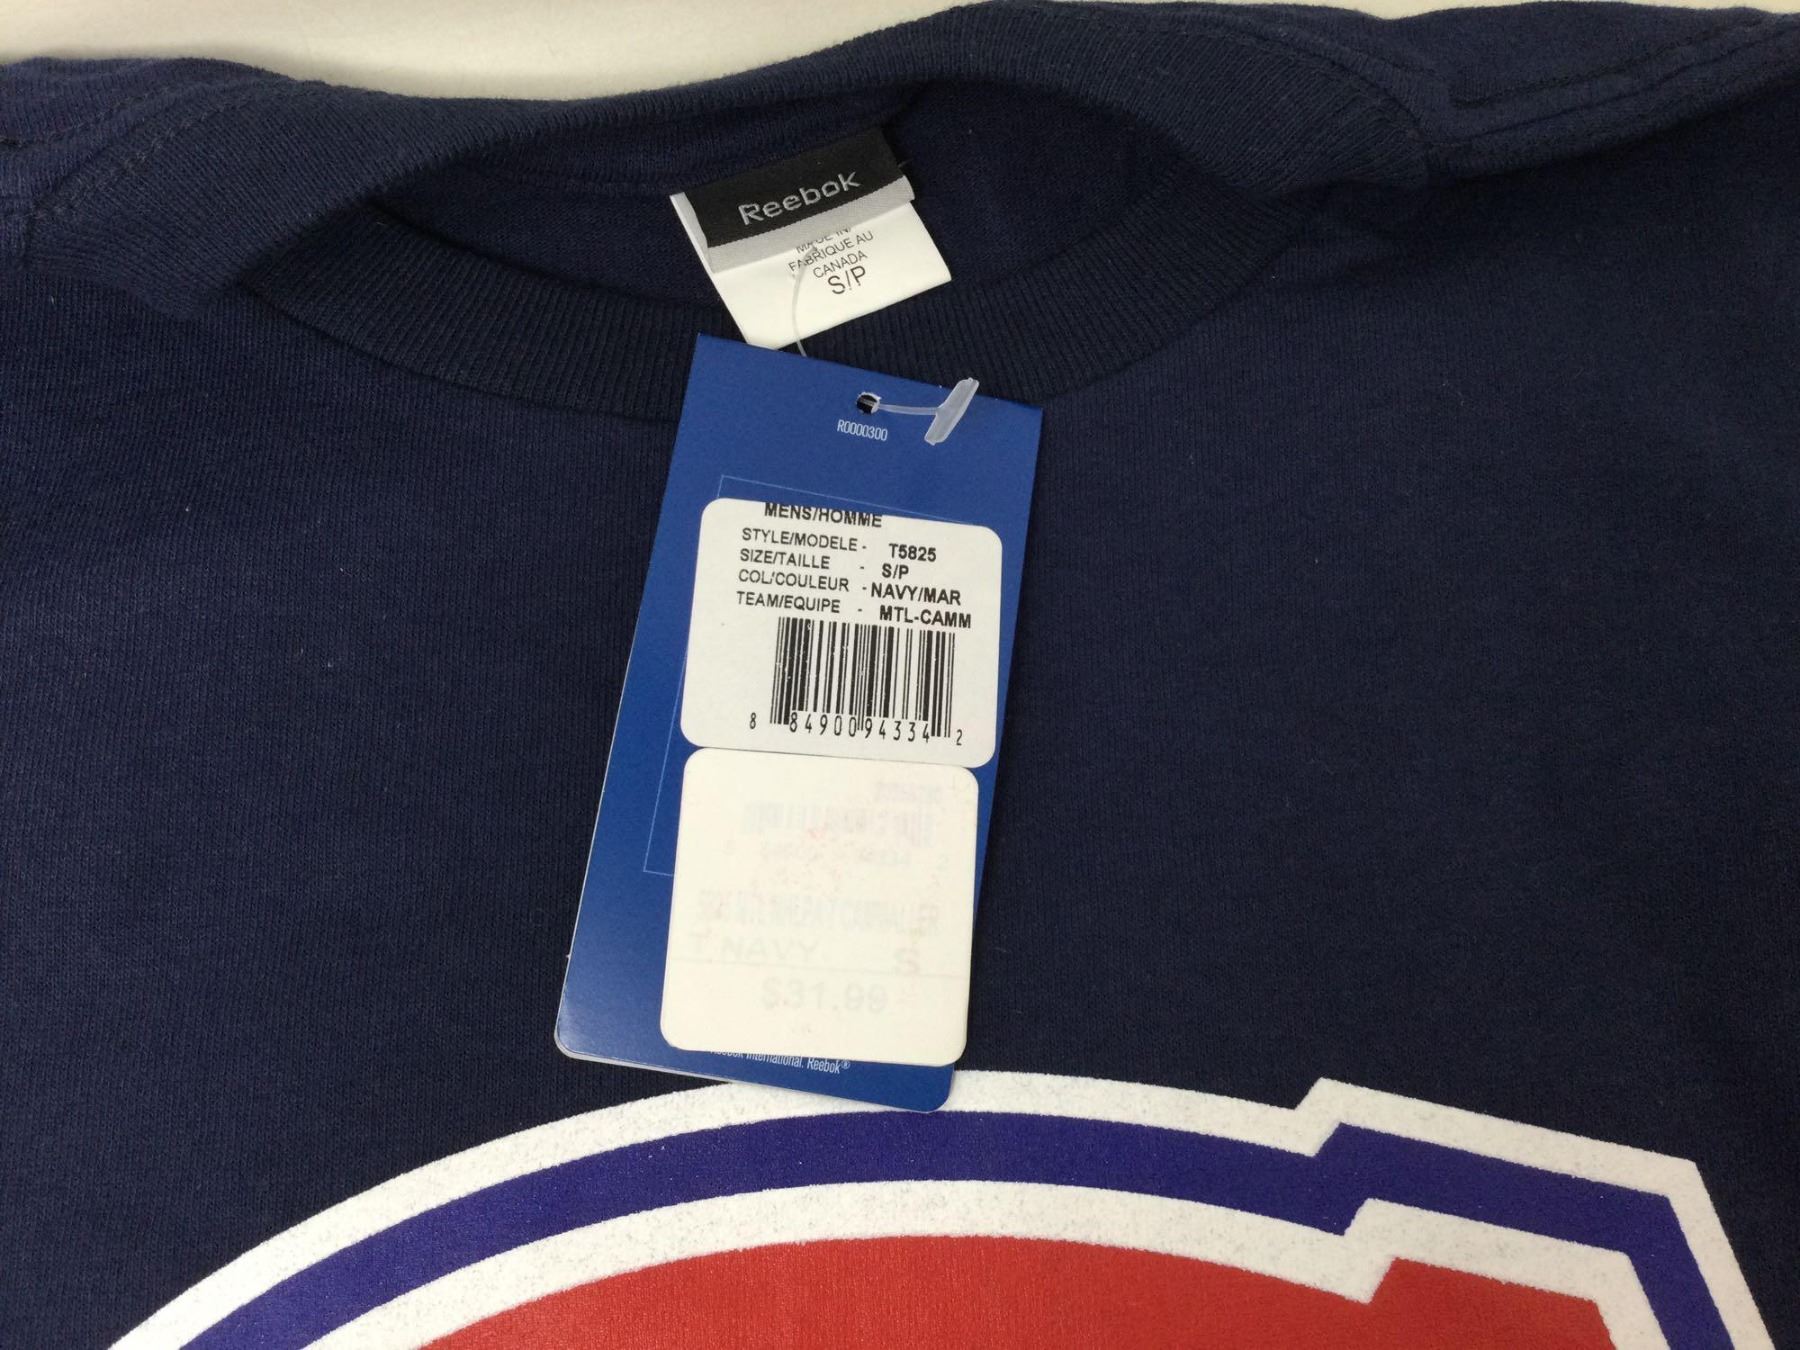 Reebok
MADE IN/
FABRIQUE AU
CANADA
S/P
R0000300
MENS/HOMME
STYLE/MODELE - T5825
SIZE/TAILLE - S/P
COL/COULEUR - NAVY/MAR
TEAM/EQUIPE - MTL-CAMM
8 84900 94334 2
T NAVY S
$31.99
International. Reebok®